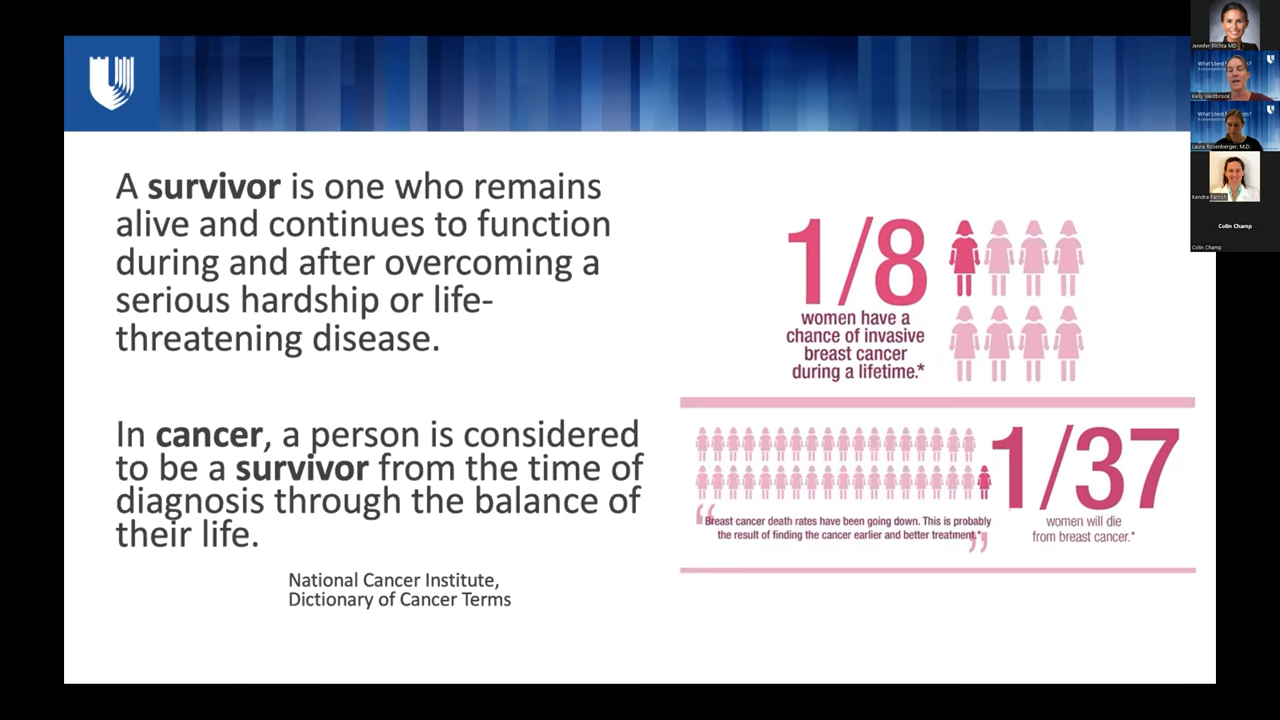 A survivor is one who remains
alive and continues to function
during and after overcoming a
serious hardship or life-
threatening disease.
In cancer, a person is considered
to be a survivor from the time of
diagnosis through the balance of
their life.
National Cancer Institute,
Dictionary of Cancer Terms
1/8
women have a
chance of invasive
breast cancer
during a lifetime.*
1/37
women will die
from breast cancer.*
“Breast cancer death rates have been going down. This is probably
the result of finding the cancer earlier and better treatment.*”
Jennifer Plichta MD
What's best
Kelly Westbrook
What's best
Laura Rosenberger, M.D.
Kendra
Colin Champ
Colin Champ